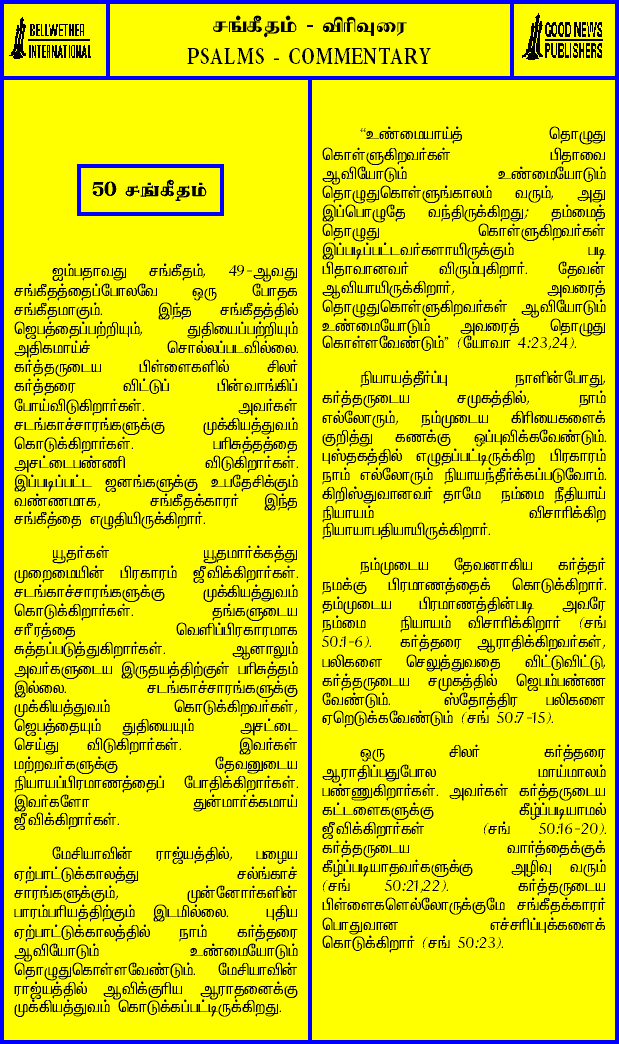 BELLWETHER
INTERNATIONAL
சங்கீதம் - விரிவுரை
PSALMS - COMMENTARY
GOOD NEWS
PUBLISHERS
50 சங்கீதம்
ஐம்பதாவது சங்கீதம், 49-ஆவது
சங்கீதத்தைப்போலவே ஒரு போதக
சங்கீதமாகும். இந்த சங்கீதத்தில்
ஜெபத்தைப்பற்றியும், துதியைப்பற்றியும்
அதிகமாய்ச் சொல்லப்படவில்லை.
கர்த்தருடைய பிள்ளைகளில் சிலர்
கர்த்தரை விட்டுப் பின்வாங்கிப்
போய்விடுகிறார்கள். அவர்கள்
சடங்காச்சாரங்களுக்கு முக்கியத்துவம்
கொடுக்கிறார்கள். பரிசுத்தத்தை
அசட்டைபண்ணி விடுகிறார்கள்.
இப்படிப்பட்ட ஜனங்களுக்கு உபதேசிக்கும்
வண்ணமாக, சங்கீதக்காரர் இந்த
சங்கீத்தை எழுதியிருக்கிறார்.
யூதர்கள் யூதமார்க்கத்து
முறைமையின் பிரகாரம் ஜீவிக்கிறார்கள்.
சடங்காச்சாரங்களுக்கு முக்கியத்துவம்
கொடுக்கிறார்கள். தங்களுடைய
சரீரத்தை வெளிப்பிரகாரமாக
சுத்தப்படுத்துகிறார்கள். ஆனாலும்
அவர்களுடைய இருதயத்திற்குள் பரிசுத்தம்
இல்லை. சடங்காச்சாரங்களுக்கு
முக்கியத்துவம் கொடுக்கிறவர்கள்,
ஜெபத்தையும் துதியையும் அசட்டை
செய்து விடுகிறார்கள். இவர்கள்
மற்றவர்களுக்கு தேவனுடைய
நியாயப்பிரமாணத்தைப் போதிக்கிறார்கள்.
இவர்களோ துன்மார்க்கமாய்
ஜீவிக்கிறார்கள்.
மேசியாவின் ராஜ்யத்தில், பழைய
ஏற்பாட்டுக்காலத்து சல்ங்காச்
சாரங்களுக்கும், முன்னோர்களின்
பாரம்பரியத்திற்கும் இடமில்லை. புதிய
ஏற்பாட்டுக்காலத்தில் நாம் கர்த்தரை
ஆவியோடும் உண்மையோடும்
தொழுதுகொள்ளவேண்டும். மேசியாவின்
ராஜ்யத்தில் ஆவிக்குரிய ஆராதனைக்கு
முக்கியத்துவம் கொடுக்கப்பட்டிருக்கிறது.
“உண்மையாய்த் தொழுது
கொள்ளுகிறவர்கள் பிதாவை
ஆவியோடும் உண்மையோடும்
தொழுதுகொள்ளுங்காலம் வரும், அது
இப்பொழுதே வந்திருக்கிறது; தம்மைத்
தொழுது கொள்ளுகிறவர்கள்
இப்படிப்பட்டவர்களாயிருக்கும் படி
பிதாவானவர் விரும்புகிறார். தேவன்
ஆவியாயிருக்கிறார், அவரைத்
தொழுதுகொள்ளுகிறவர்கள் ஆவியோடும்
உண்மையோடும் அவரைத் தொழுது
கொள்ளவேண்டும்” (யோவா 4:23,24).
நியாயத்தீர்ப்பு நாளின்போது,
கர்த்தருடைய சமுகத்தில், நாம்
எல்லோரும், நம்முடைய கிரியைகளைக்
குறித்து கணக்கு ஒப்புவிக்கவேண்டும்.
புஸ்தகத்தில் எழுதப்பட்டிருக்கிற பிரகாரம்
நாம் எல்லோரும் நியாயந்தீர்க்கப்படுவோம்.
கிறிஸ்துவானவர் தாமே நம்மை நீதியாய்
நியாயம் விசாரிக்கிற
நியாயாபதியாயிருக்கிறார்.
நம்முடைய தேவனாகிய கர்த்தர்
நமக்கு பிரமாணத்தைக் கொடுக்கிறார்.
தம்முடைய பிரமாணத்தின்படி அவரே
நம்மை நியாயம் விசாரிக்கிறார் (சங்
50:1-6). கர்த்தரை ஆராதிக்கிறவர்கள்,
பலிகளை செலுத்துவதை விட்டுவிட்டு,
கர்த்தருடைய சமுகத்தில் ஜெபம்பண்ண
வேண்டும். ஸ்தோத்திர பலிகளை
ஏறெடுக்கவேண்டும் (சங் 50:7-15).
ஒரு சிலர் கர்த்தரை
ஆராதிப்பதுபோல மாய்மாலம்
பண்ணுகிறார்கள். அவர்கள் கர்த்தருடைய
கட்டளைகளுக்கு கீழ்ப்படியாமல்
ஜீவிக்கிறார்கள் (சங் 50:16-20).
கர்த்தருடைய வார்த்தைக்குக்
கீழ்ப்படியாதவர்களுக்கு அழிவு வரும்
(சங் 50:21,22). கர்த்தருடைய
பிள்ளைகளெல்லோருக்குமே சங்கீதக்காரர்
பொதுவான எச்சரிப்புக்களைக்
கொடுக்கிறார் (சங் 50:23).